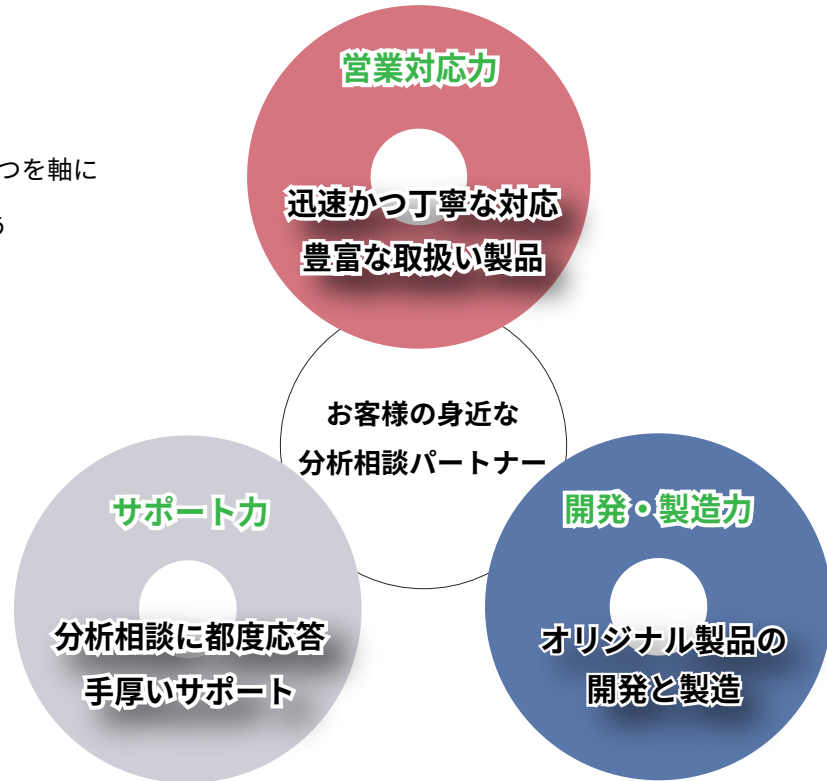 営業対応力
つを軸に
迅速かつ丁寧な対応
豊富な取扱い製品
お客様の身近な
分析相談パートナー
サポート力
分析相談に都度応答
手厚いサポート
開発・製造力
オリジナル製品の
開発と製造